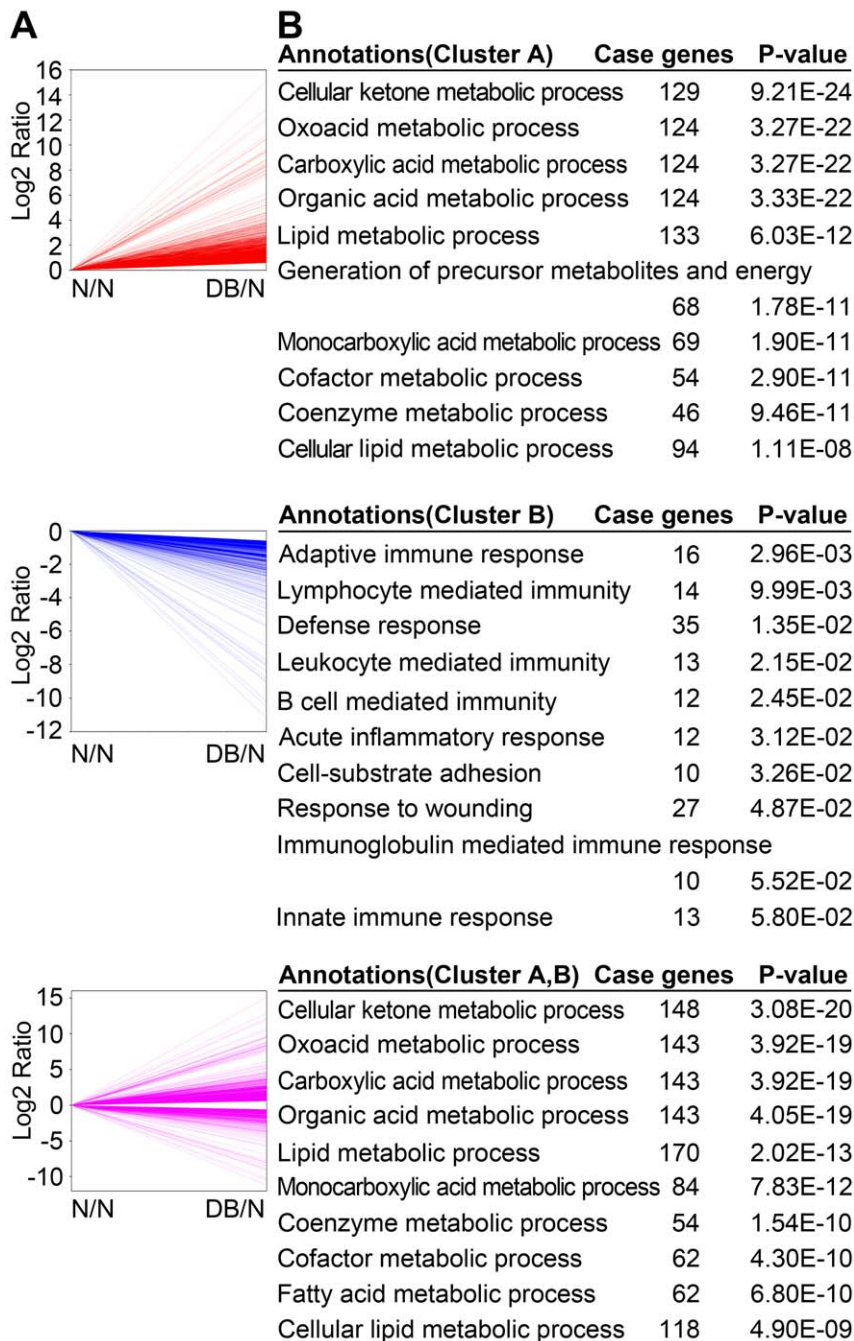 A
B
16
14
12
10
8
6
4
2
0
Log2 Ratio
N/N DB/N
Annotations(Cluster A) Case genes P-value
Cellular ketone metabolic process 129 9.21E-24
Oxoacid metabolic process 124 3.27E-22
Carboxylic acid metabolic process 124 3.27E-22
Organic acid metabolic process 124 3.33E-22
Lipid metabolic process 133 6.03E-12
Generation of precursor metabolites and energy
68 1.78E-11
Monocarboxylic acid metabolic process 69 1.90E-11
Cofactor metabolic process 54 2.90E-11
Coenzyme metabolic process 46 9.46E-11
Cellular lipid metabolic process 94 1.11E-08
0
-2
-4
-6
-8
-10
-12
Log2 Ratio
N/N DB/N
Annotations(Cluster B) Case genes P-value
Adaptive immune response 16 2.96E-03
Lymphocyte mediated immunity 14 9.99E-03
Defense response 35 1.35E-02
Leukocyte mediated immunity 13 2.15E-02
B cell mediated immunity 12 2.45E-02
Acute inflammatory response 12 3.12E-02
Cell-substrate adhesion 10 3.26E-02
Response to wounding 27 4.87E-02
Immunoglobulin mediated immune response
10 5.52E-02
Innate immune response 13 5.80E-02
15
10
5
0
-5
-10
Log2 Ratio
N/N DB/N
Annotations(Cluster A,B) Case genes P-value
Cellular ketone metabolic process 148 3.08E-20
Oxoacid metabolic process 143 3.92E-19
Carboxylic acid metabolic process 143 3.92E-19
Organic acid metabolic process 143 4.05E-19
Lipid metabolic process 170 2.02E-13
Monocarboxylic acid metabolic process 84 7.83E-12
Coenzyme metabolic process 54 1.54E-10
Cofactor metabolic process 62 4.30E-10
Fatty acid metabolic process 62 6.80E-10
Cellular lipid metabolic process 118 4.90E-09